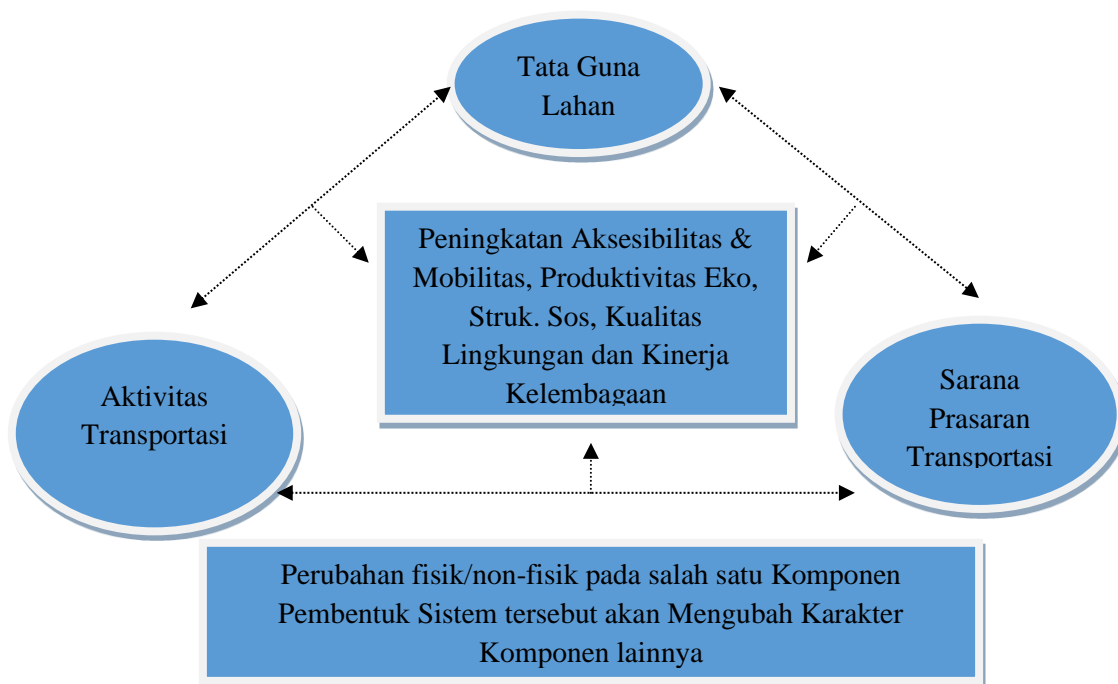 Tata Guna
Lahan
Peningkatan Aksesibilitas &
Mobilitas, Produktivitas Eko,
Struk. Sos, Kualitas
Lingkungan dan Kinerja
Kelembagaan
Aktivitas
Transportasi
Sarana
Prasaran
Transportasi
Perubahan fisik/non-fisik pada salah satu Komponen
Pembentuk Sistem tersebut akan Mengubah Karakter
Komponen lainnya